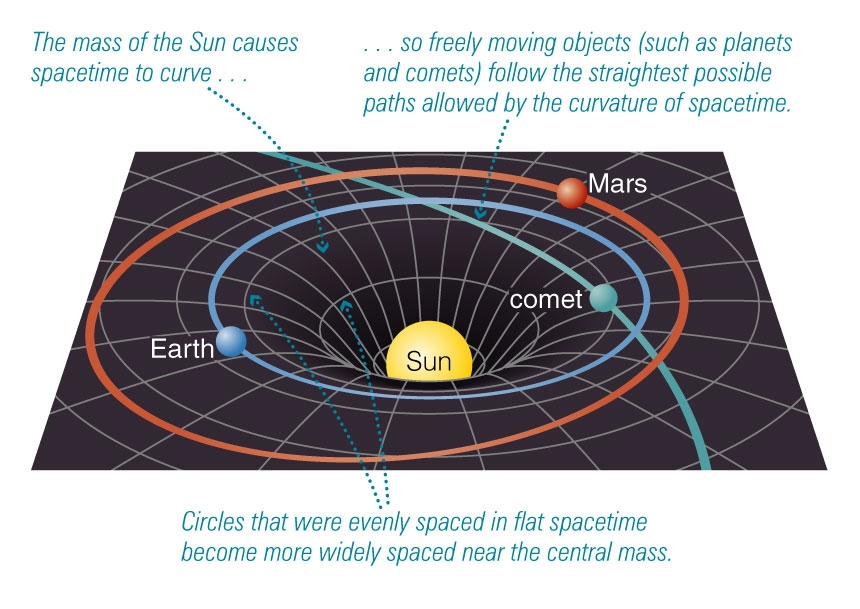 The mass of the Sun causes
spacetime to curve . . .
. . . so freely moving objects (such as planets
and comets) follow the straightest possible
paths allowed by the curvature of spacetime.
Mars
comet
Earth
Sun
Circles that were evenly spaced in flat spacetime
become more widely spaced near the central mass.